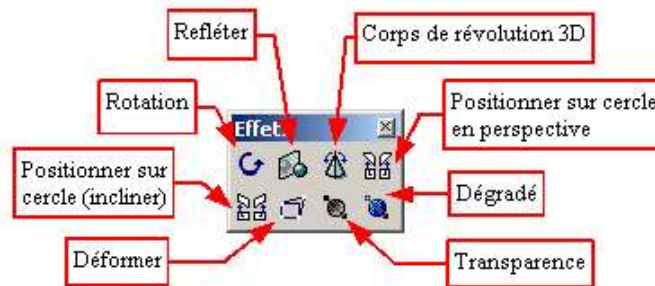 Refléter
Corps de révolution 3D
Rotation
Effet
Positionner sur cercle
en perspective
Positionner sur
cercle (incliner)
Dégradé
Déformer
Transparence